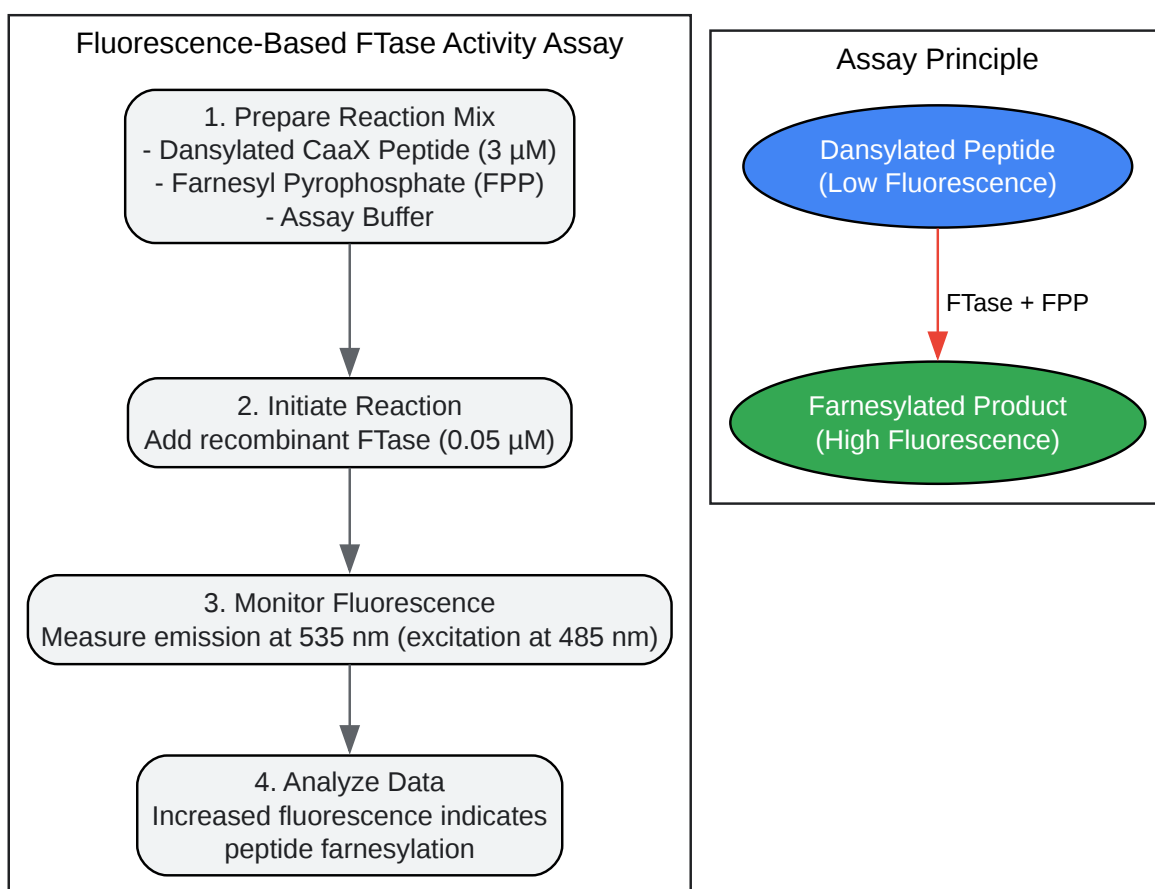 Fluorescence-Based FTase Activity Assay
1. Prepare Reaction Mix
- Dansylated CaaX Peptide (3 µM)
- Farnesyl Pyrophosphate (FPP)
- Assay Buffer
2. Initiate Reaction
Add recombinant FTase (0.05 µM)
3. Monitor Fluorescence
Measure emission at 535 nm (excitation at 485 nm)
4. Analyze Data
Increased fluorescence indicates
peptide farnesylation
Assay Principle
Dansylated Peptide
(Low Fluorescence)
FTase + FPP
Farnesylated Product
(High Fluorescence)